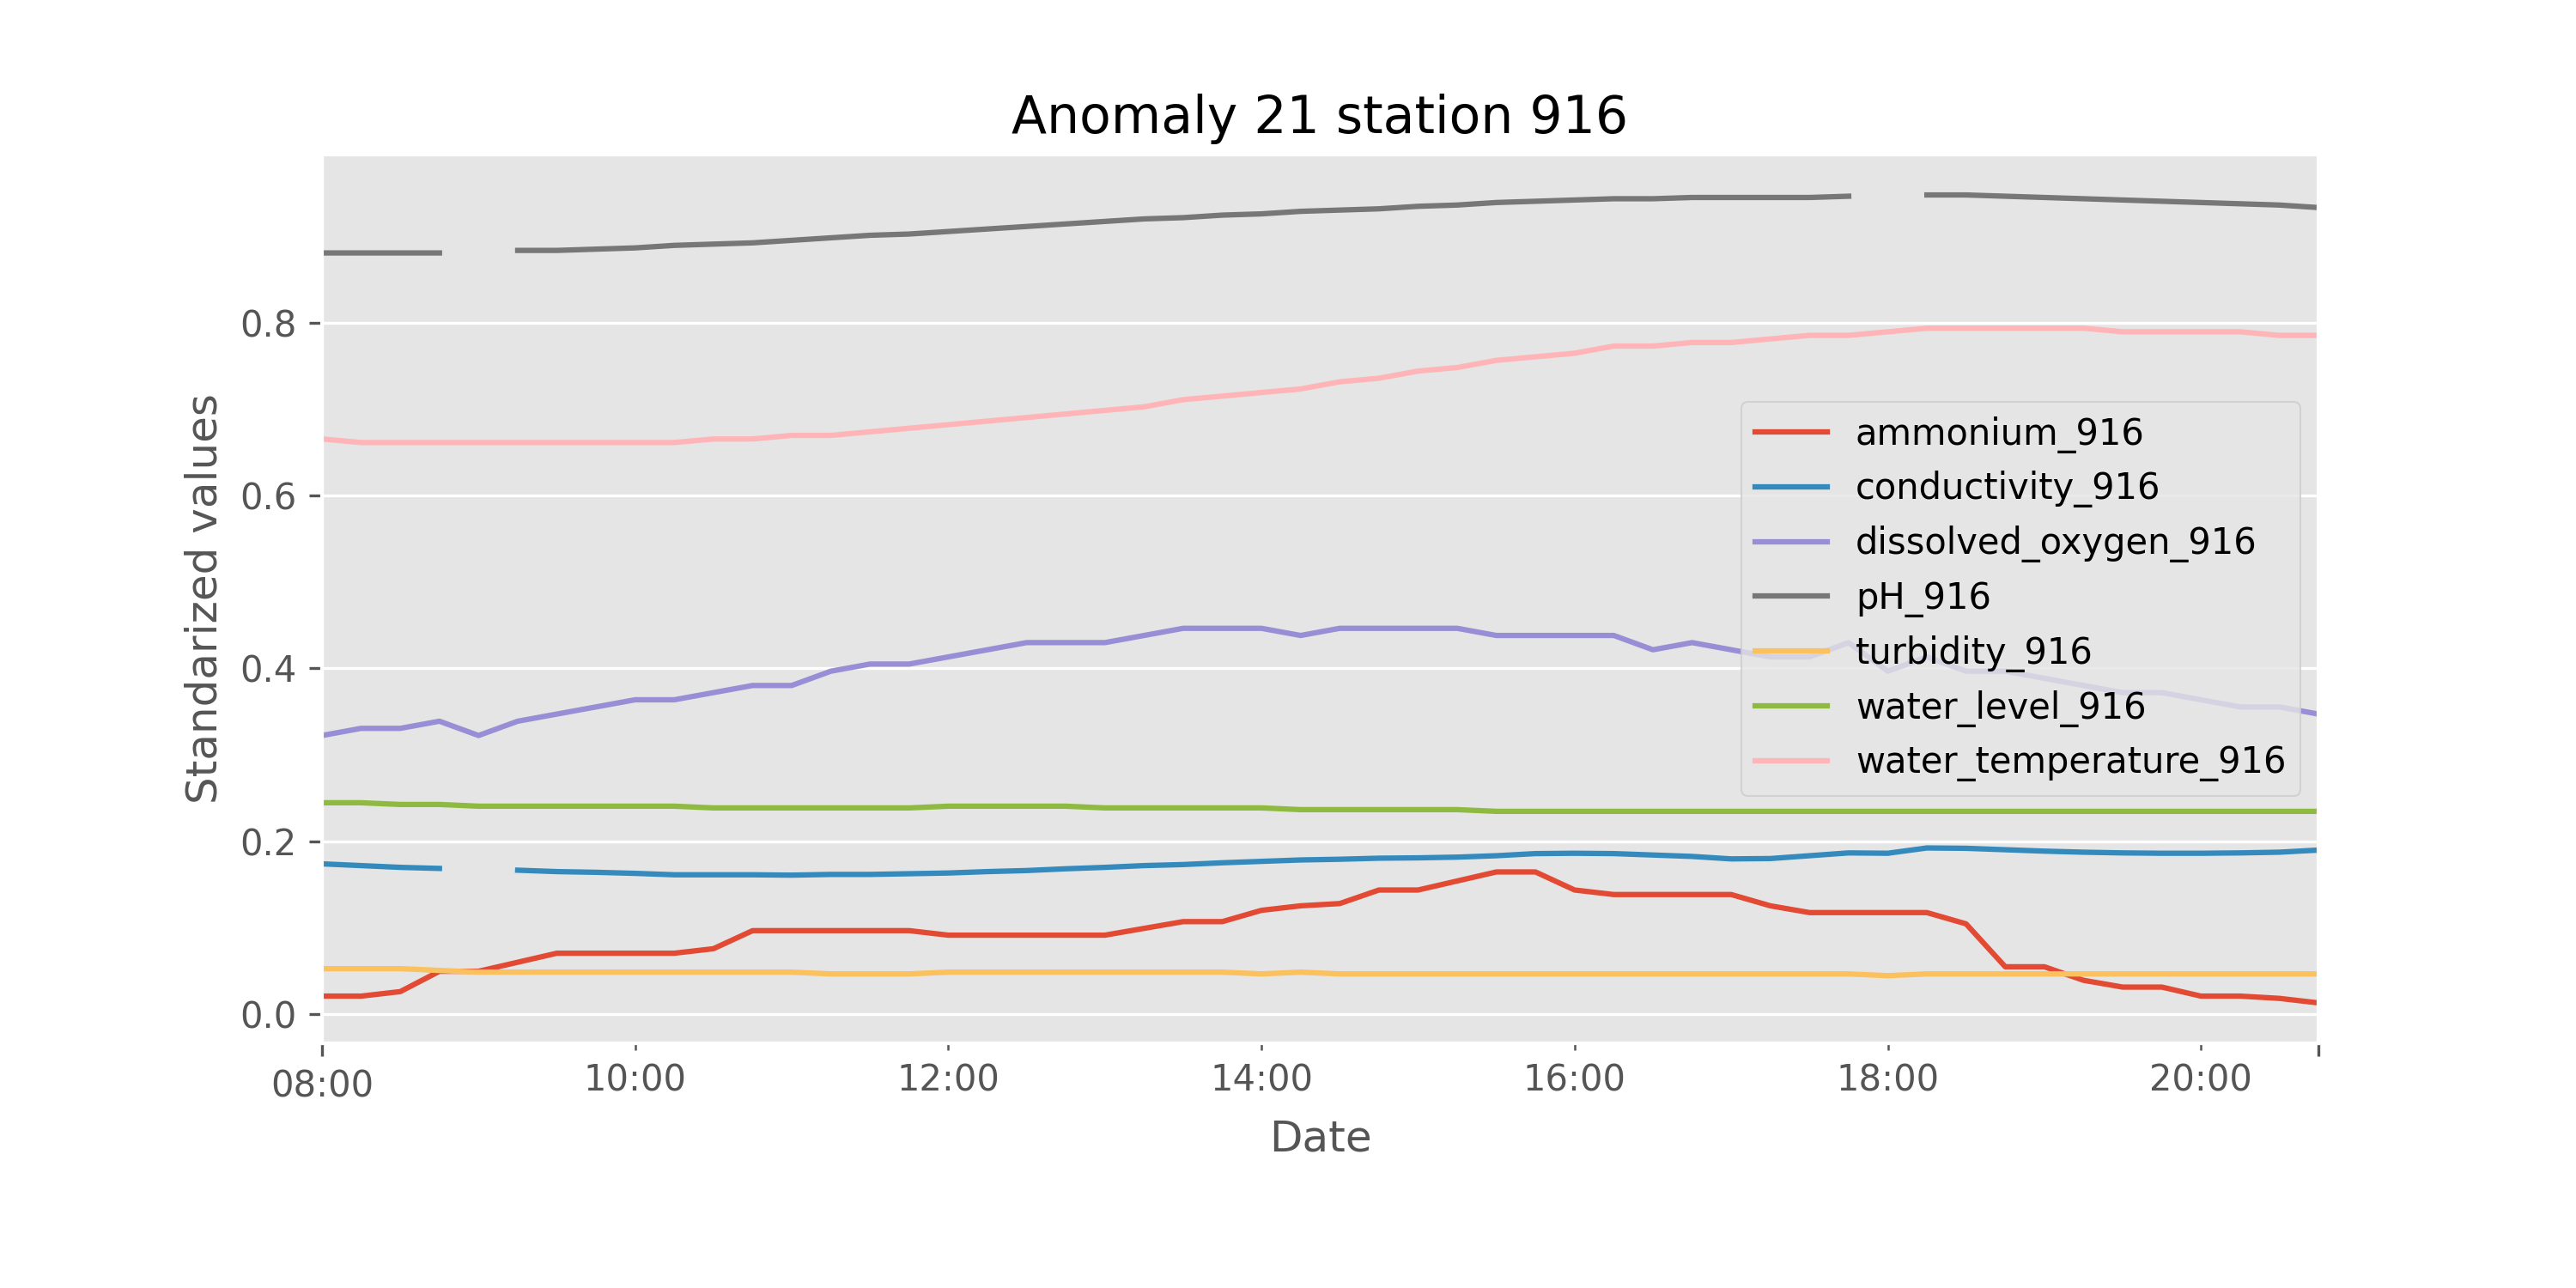 Anomaly 21 station 916
Standarized values
0.8
0.6
0.4
0.2
0.0
ammonium_916
conductivity_916
dissolved_oxygen_916
pH_916
turbidity_916
water_level_916
water_temperature_916
08:00 10:00 12:00 14:00 16:00 18:00 20:00
Date